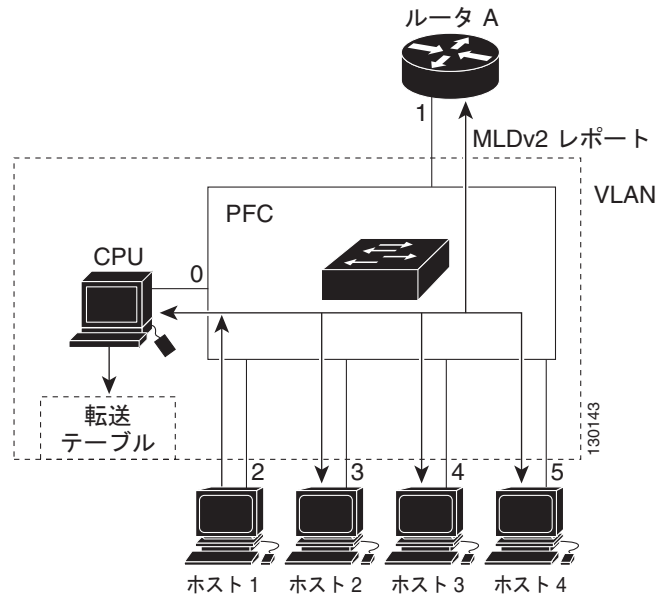 ルータ A
1
MLDv2 レポート
VLAN
PFC
CPU
0
転送
テーブル
130143
2
3
4
5
ホスト 1
ホスト 2
ホスト 3
ホスト 4